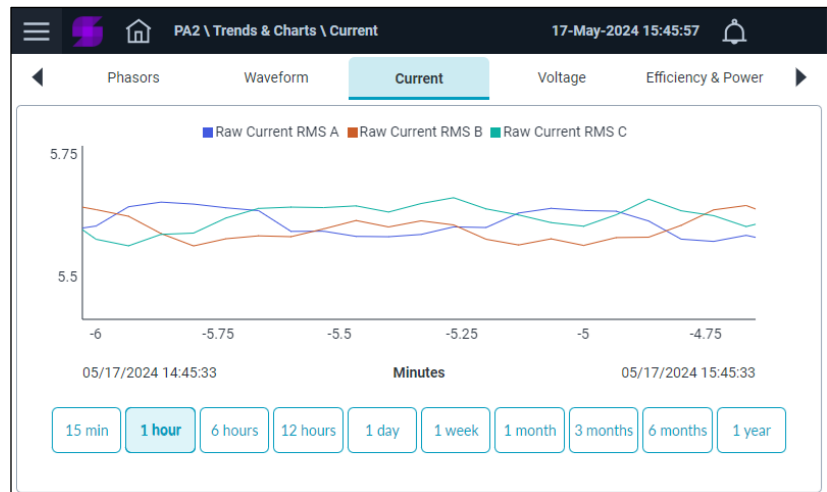 PA2 \ Trends & Charts \ Current 17-May-2024 15:45:57
Phasors Waveform Current Voltage Efficiency & Power
Raw Current RMS A Raw Current RMS B Raw Current RMS C
5.75
5.5
-6 -5.75 -5.5 -5.25 -5 -4.75
05/17/2024 14:45:33 Minutes 05/17/2024 15:45:33
15 min 1 hour 6 hours 12 hours 1 day 1 week 1 month 3 months 6 months 1 year